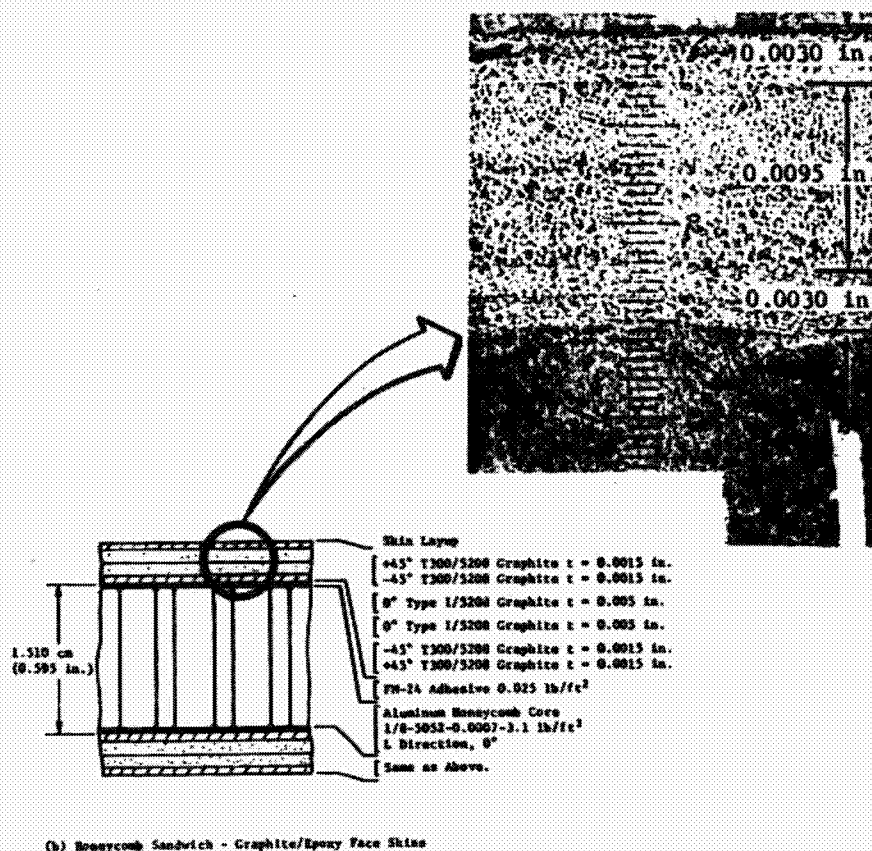 0.0030 in.
0.0095 in.
0.0030 in
Skin Layup
+45° T300/5208 Graphite t = 0.0015 in.
-45° T300/5208 Graphite t = 0.0015 in.
0° Type I/5208 Graphite t = 0.005 in.
0° Type I/5208 Graphite t = 0.005 in.
-45° T300/5208 Graphite t = 0.0015 in.
+45° T300/5208 Graphite t = 0.0015 in.
FM-24 Adhesive 0.025 lb/ft²
Aluminum Honeycomb Core
1/8-5052-0.0007-3.1 lb/ft²
L Direction, 0°
Same as Above.
1.510 cm
(0.595 in.)
(b) Honeycomb Sandwich - Graphite/Epoxy Face Skins